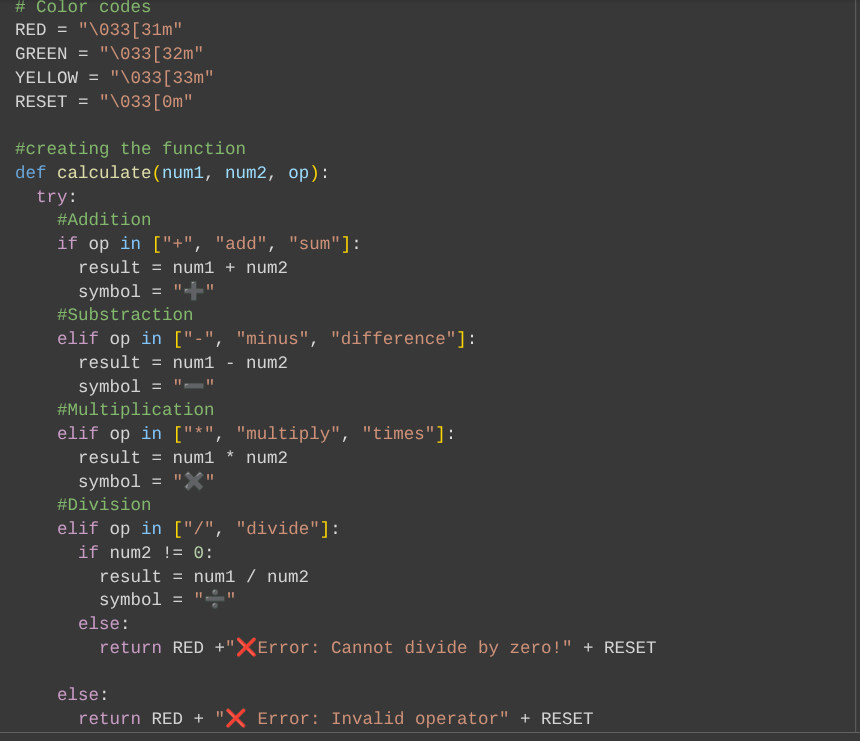 # Color codes
RED = "\033[31m"
GREEN = "\033[32m"
YELLOW = "\033[33m"
RESET = "\033[0m"

#creating the function
def calculate(num1, num2, op):
  try:
    #Addition
    if op in ["+", "add", "sum"]:
      result = num1 + num2
      symbol = "➕"
    #Substraction
    elif op in ["-", "minus", "difference"]:
      result = num1 - num2
      symbol = "➖"
    #Multiplication
    elif op in ["*", "multiply", "times"]:
      result = num1 * num2
      symbol = "✖"
    #Division
    elif op in ["/", "divide"]:
      if num2 != 0:
        result = num1 / num2
        symbol = "➗"
      else:
        return RED +"❌Error: Cannot divide by zero!" + RESET

    else:
      return RED + "❌ Error: Invalid operator" + RESET